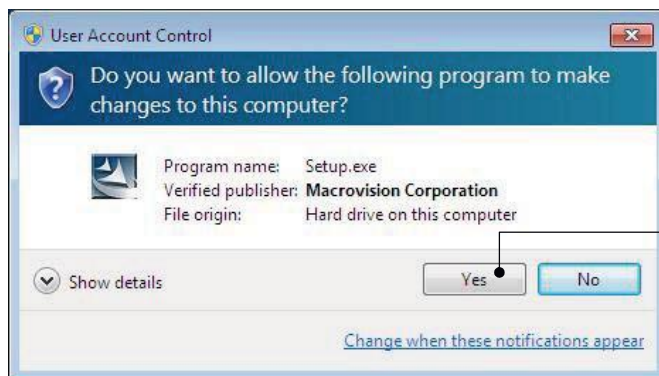 User Account Control
Do you want to allow the following program to make
changes to this computer?
Program name: Setup.exe
Verified publisher: Macrovision Corporation
File origin: Hard drive on this computer
Show details
Yes
No
Change when these notifications appear